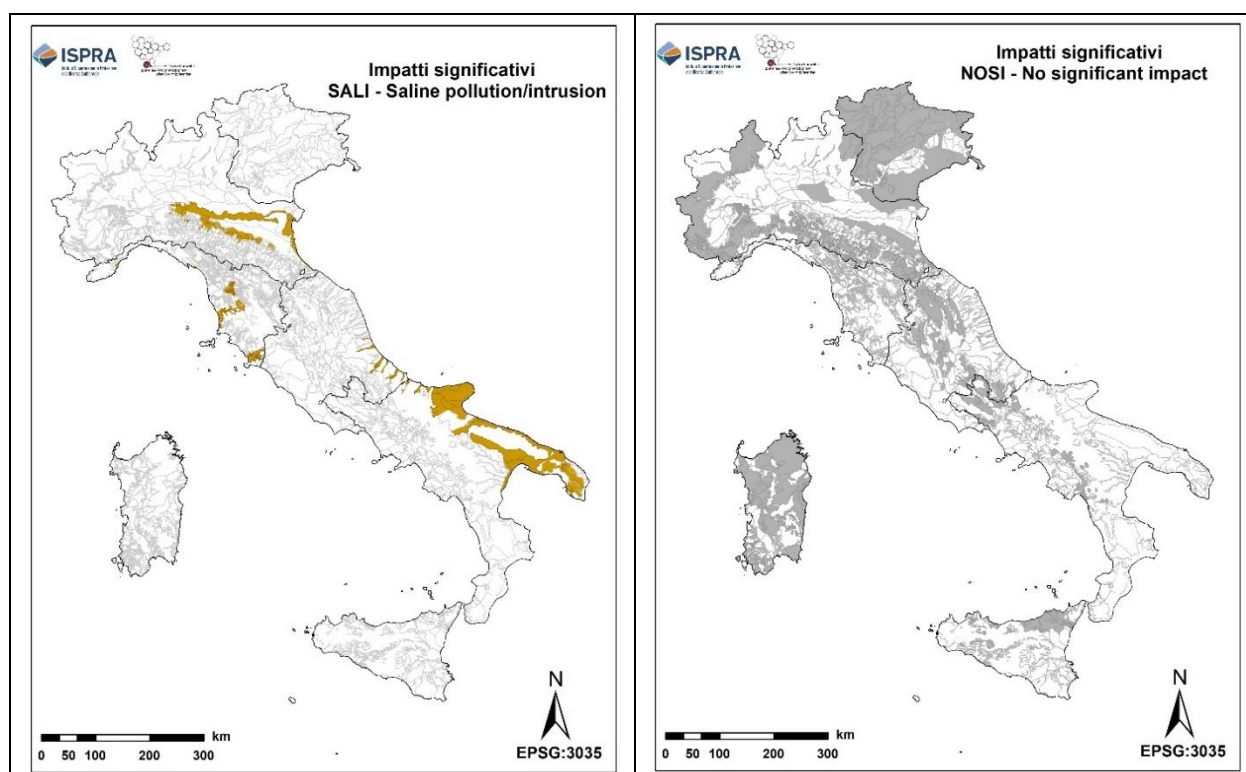 ISPRA
Impatti significativi
SALI - Saline pollution/intrusion
N
km
0 50 100 200 300
EPSG:3035
ISPRA
Impatti significativi
NOSI - No significant impact
N
km
0 50 100 200 300
EPSG:3035